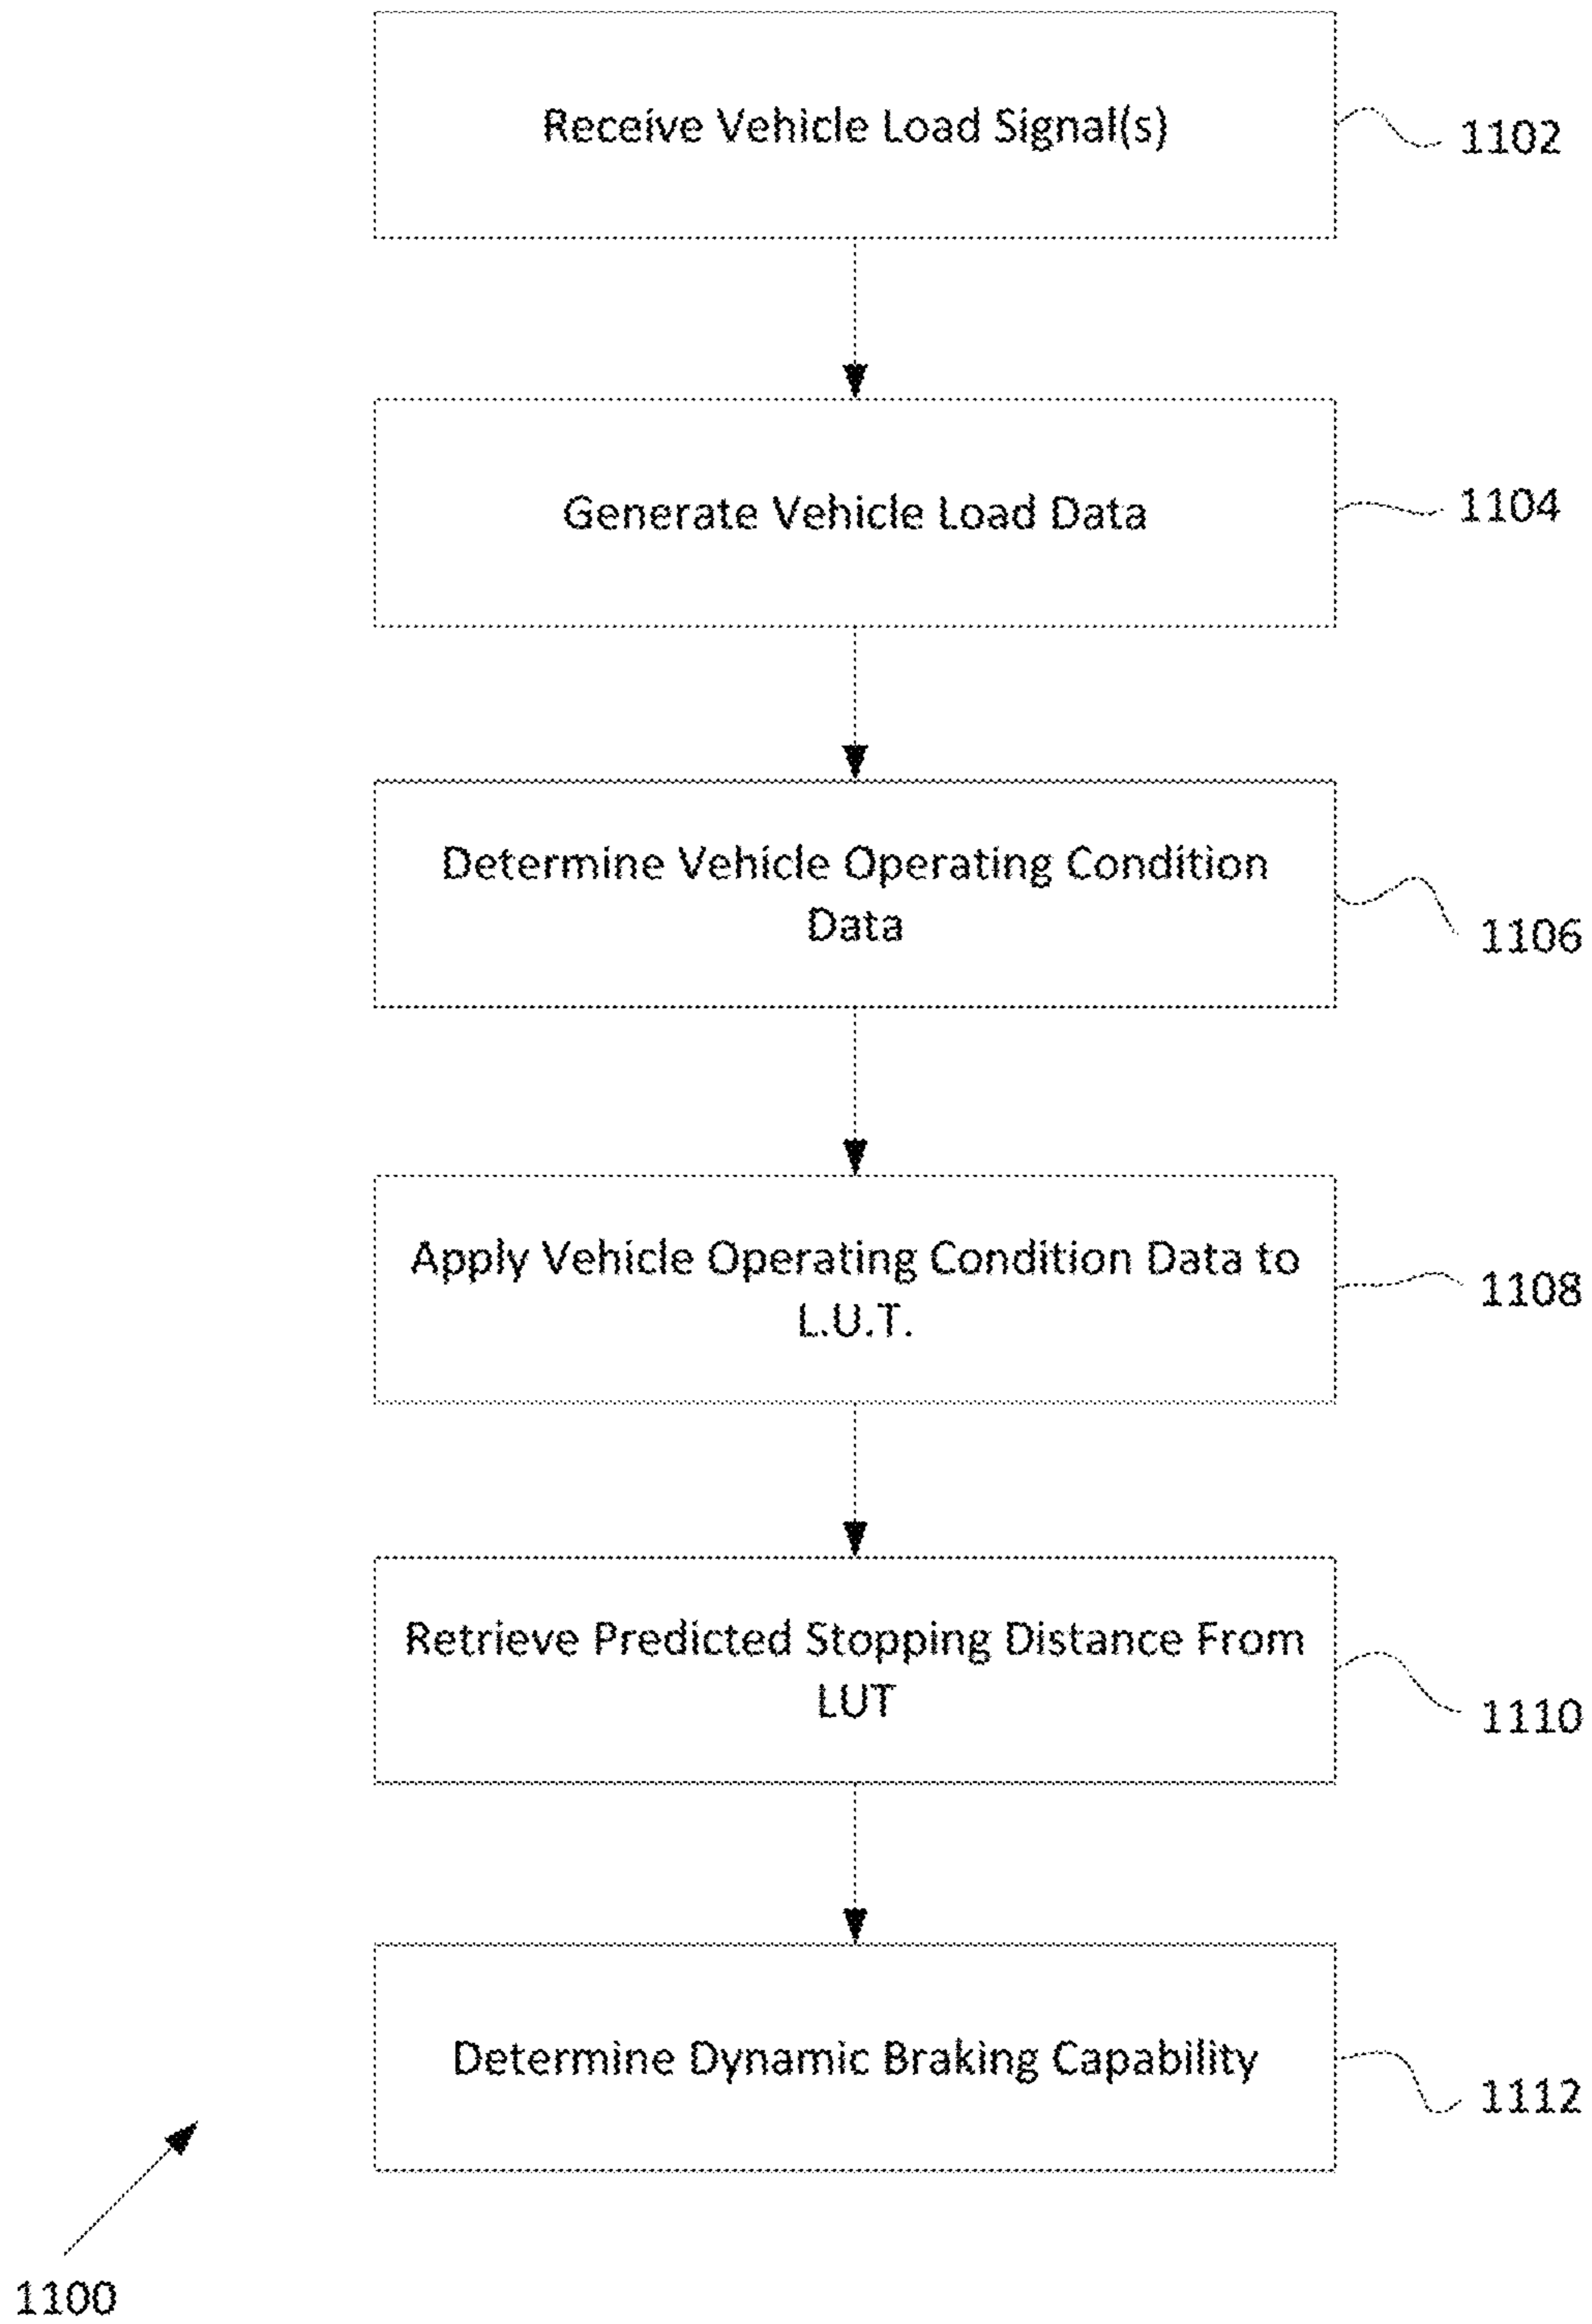 Receive Vehicle Load Signal(s)
1102
Generate Vehicle Load Data
1104
Determine Vehicle Operating Condition
Data
1106
Apply Vehicle Operating Condition Data to
L.U.T.
1108
Retrieve Predicted Stopping Distance From
LUT
1110
Determine Dynamic Braking Capability
1112
1100